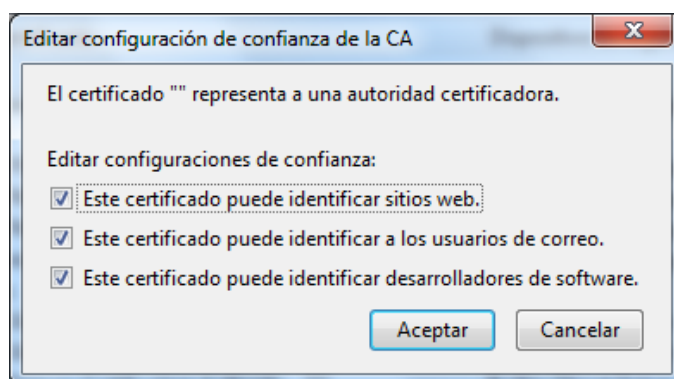 Editar configuración de confianza de la CA
El certificado "" representa a una autoridad certificadora.
Editar configuraciones de confianza:
Este certificado puede identificar sitios web.
Este certificado puede identificar a los usuarios de correo.
Este certificado puede identificar desarrolladores de software.
Aceptar Cancelar